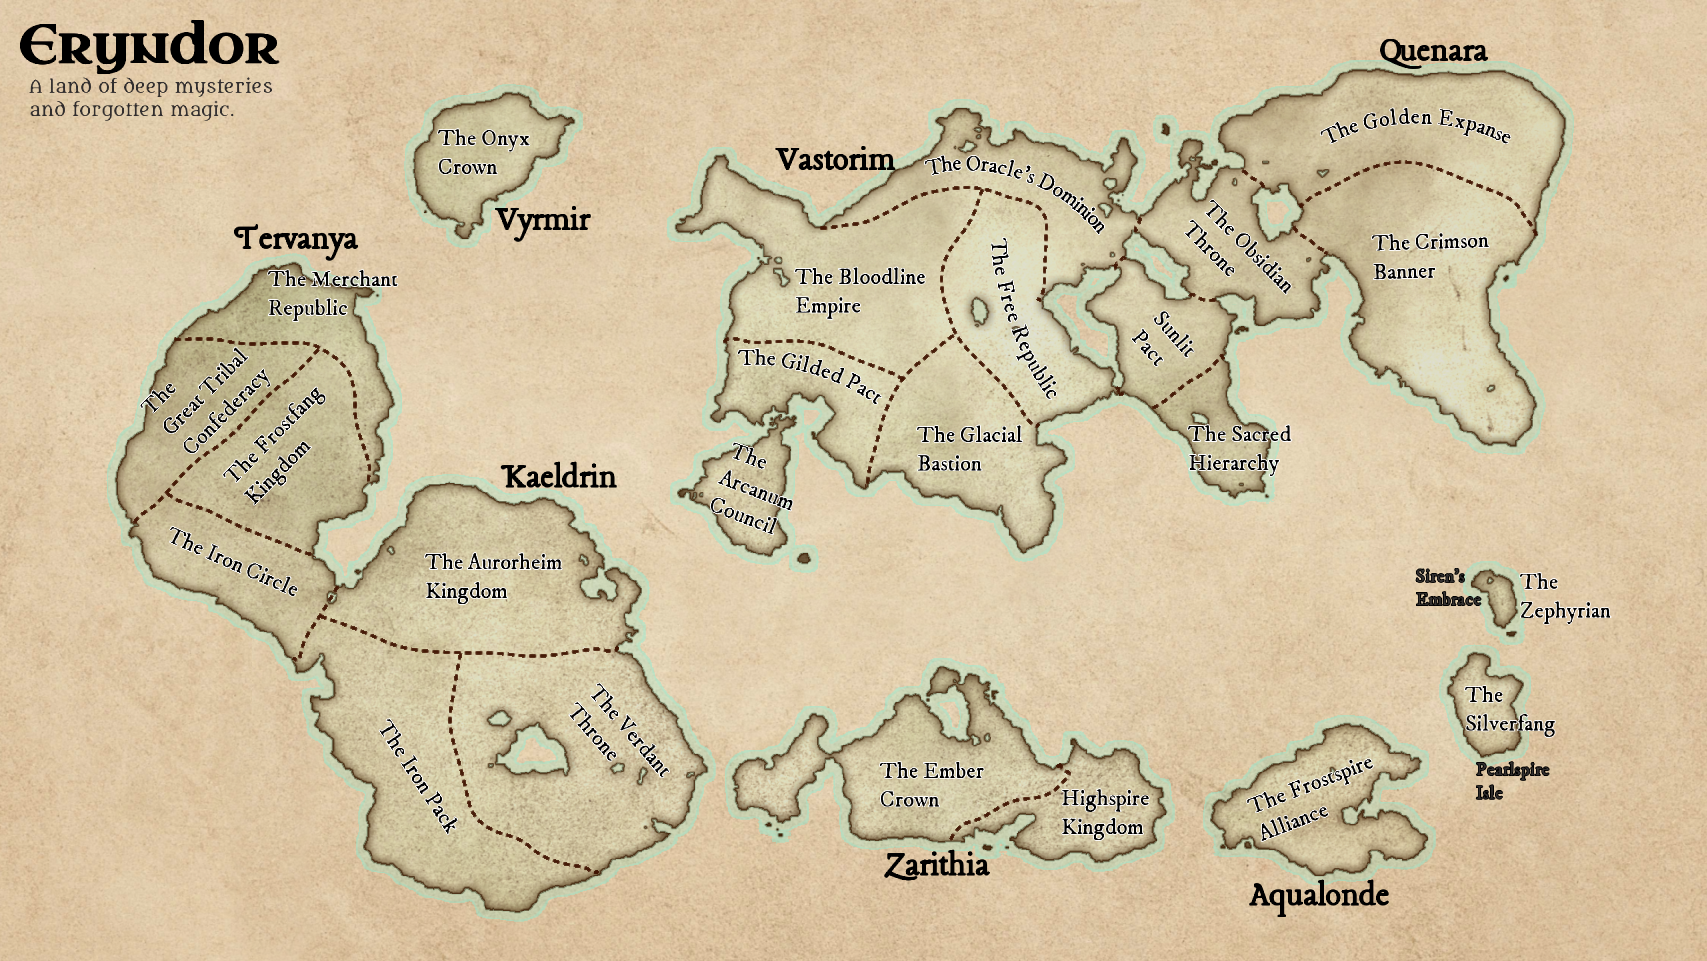 Eryndor
A land of deep mysteries
and forgotten magic.
Quenara
The Golden Expanse
The Onyx
Crown
Vyrmir
Vastorim
The Oracle's Dominion
The Obsidian
Throne
The Crimson
Banner
Tervanya
The Merchant
Republic
The Bloodline
Empire
The Free Republic
Sunlit
Pact
The Gilded Pact
The
Great Tribal
Confederacy
The Frostfang
Kingdom
The Glacial
Bastion
The Sacred
Hierarchy
The
Arcanum
Council
Kaeldrin
The Iron Circle
The Aurorheim
Kingdom
Siren's
Embrace
The
Zephyrian
The
Silverfang
Pearlspire
Isle
The Iron Pack
The Verdant
Throne
The Ember
Crown
Highspire
Kingdom
Zarithia
The Frostspire
Alliance
Aqualonde